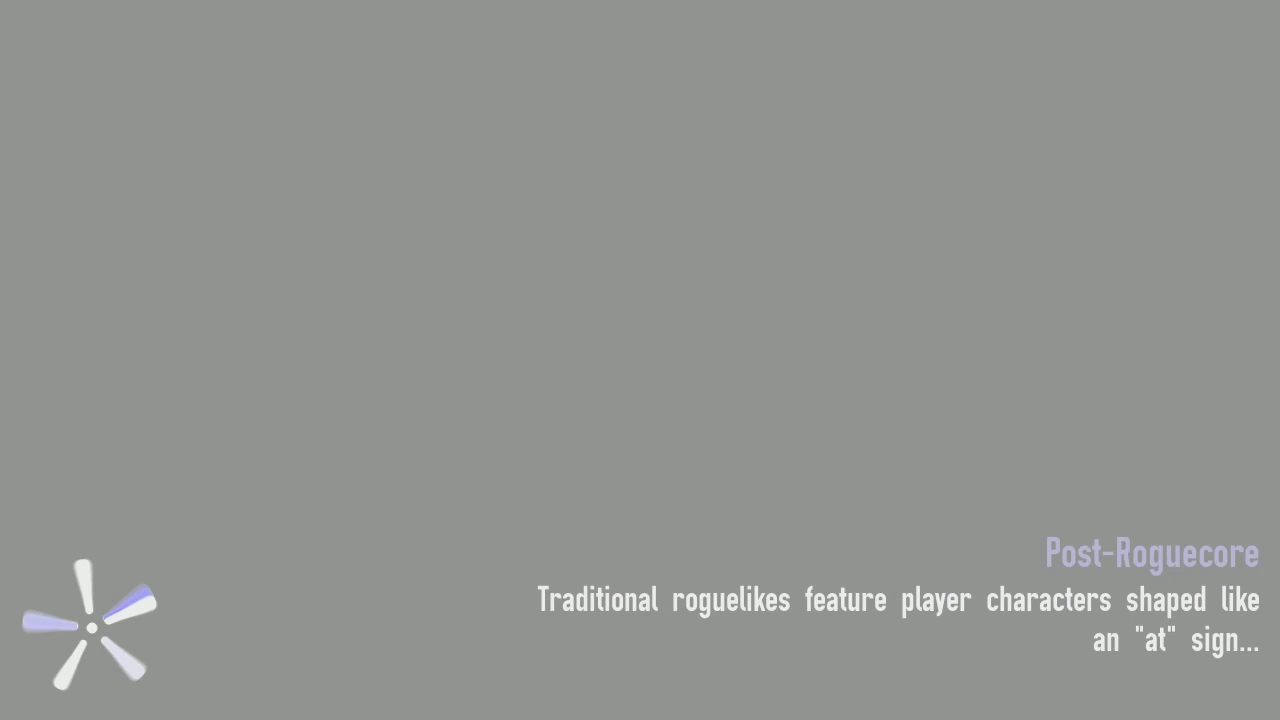 Post-Roguecore
Traditional roguelikes feature player characters shaped like
an "at" sign...